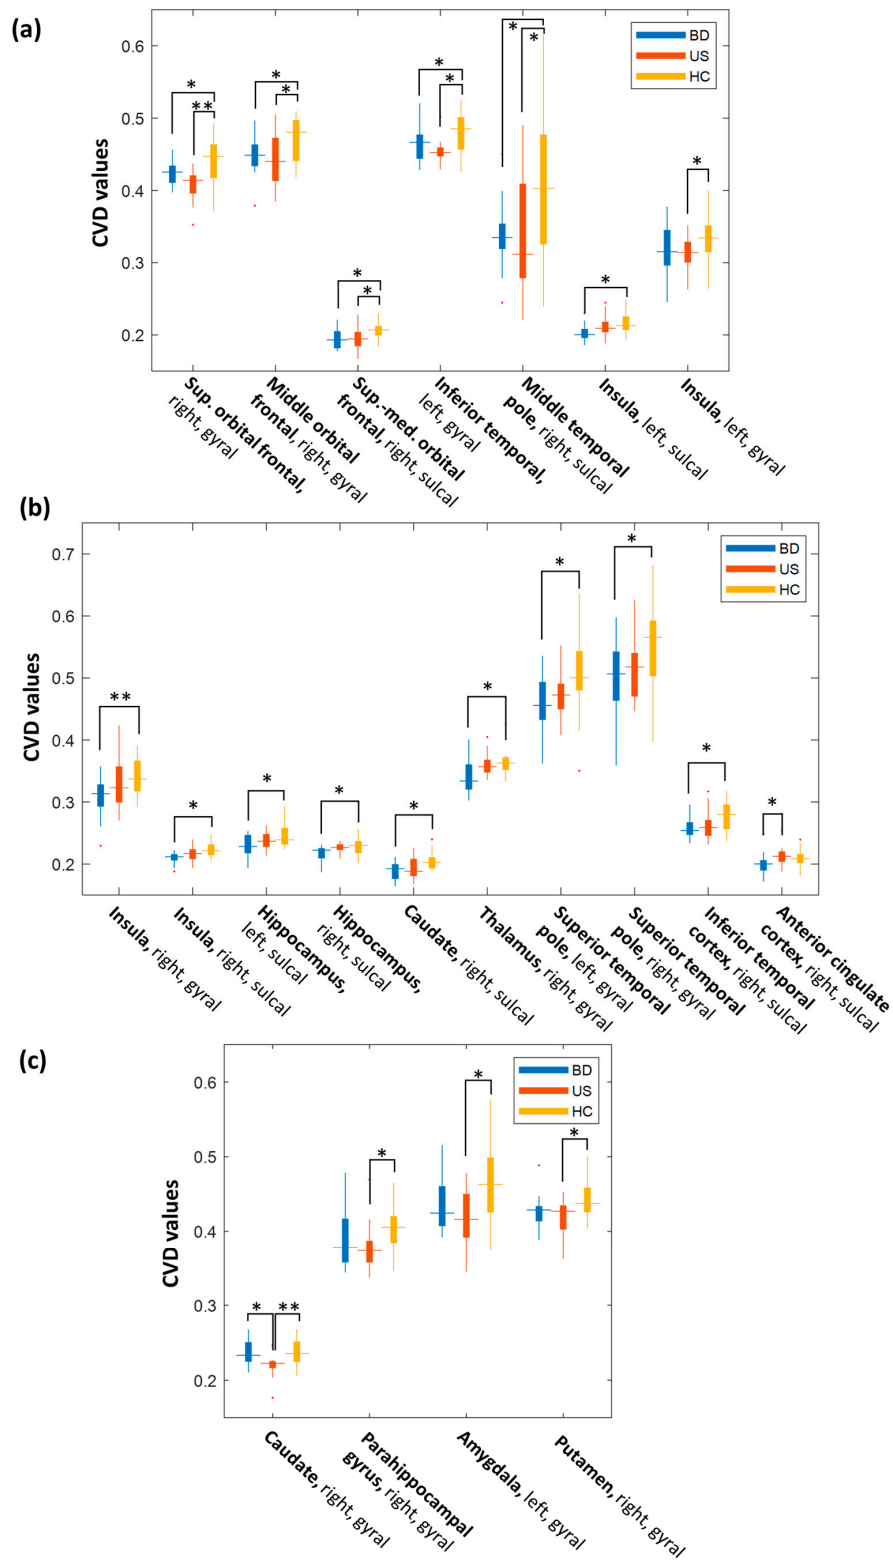 (a)
CVD values
0.6
0.5
0.4
0.3
0.2
BD
US
HC
*
**
*
*
*
*
*
*
*
*
*
*
Sup. orbital frontal,
right, gyral
Middle orbital
frontal, right, gyral
Sup.-med. orbital
frontal, right, sulcal
Inferior temporal,
left, gyral
Middle temporal
pole, right, sulcal
Insula, left, sulcal
Insula, left, gyral
(b)
CVD values
0.7
0.6
0.5
0.4
0.3
0.2
BD
US
HC
**
*
*
*
*
*
*
*
*
*
Insula, right, gyral
Insula, right, sulcal
Hippocampus,
left, sulcal
Hippocampus,
right, sulcal
Caudate, right, sulcal
Thalamus, right, gyral
Superior temporal
pole, left, gyral
Superior temporal
pole, right, gyral
Inferior temporal
cortex, right, sulcal
Anterior cingulate
cortex, right, sulcal
(c)
CVD values
0.6
0.5
0.4
0.3
0.2
BD
US
HC
* **
*
*
*
Caudate, right, gyral
Parahippocampal
gyrus, right, gyral
Amygdala, left, gyral
Putamen, right, gyral